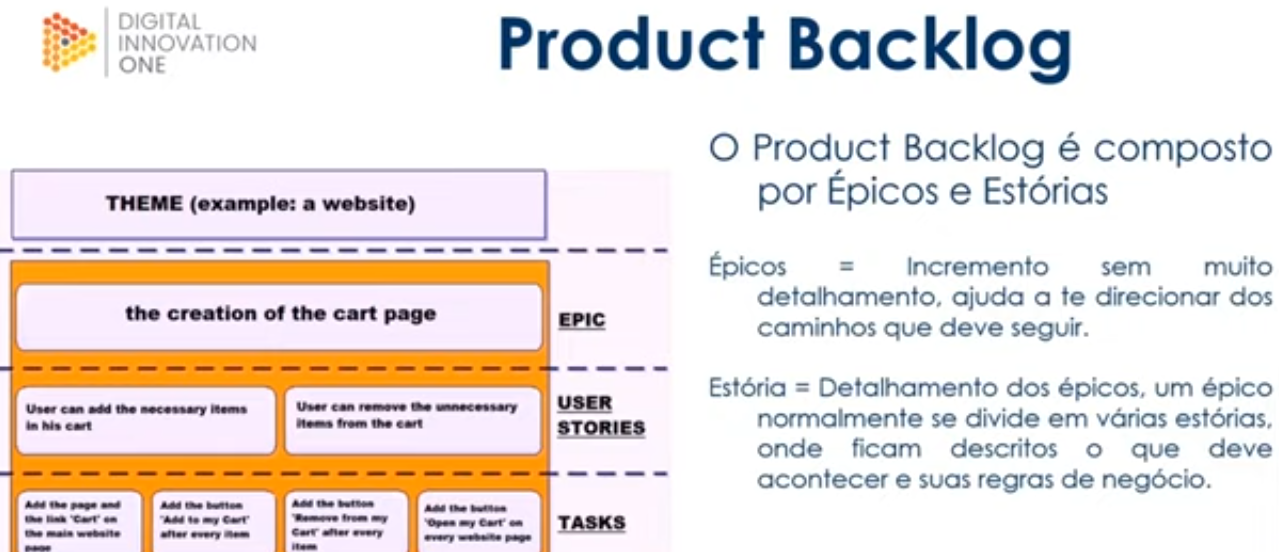 DIGITAL
INNOVATION
ONE
Product Backlog
THEME (example: a website)
the creation of the cart page
EPIC
User can add the necessary items
in his cart
User can remove the unnecessary
items from the cart
USER
STORIES
Add the page and
the link 'Cart' on
the main website
page
Add the button
'Add to my Cart'
after every item
Add the button
'Remove from my
Cart' after every
item
Add the button
'Open my Cart' on
every website page
TASKS
O Product Backlog é composto
por Épicos e Estórias
Épicos = Incremento sem muito
detalhamento, ajuda a te direcionar dos
caminhos que deve seguir.
Estória = Detalhamento dos épicos, um épico
normalmente se divide em várias estórias,
onde ficam descritos o que deve
acontecer e suas regras de negócio.